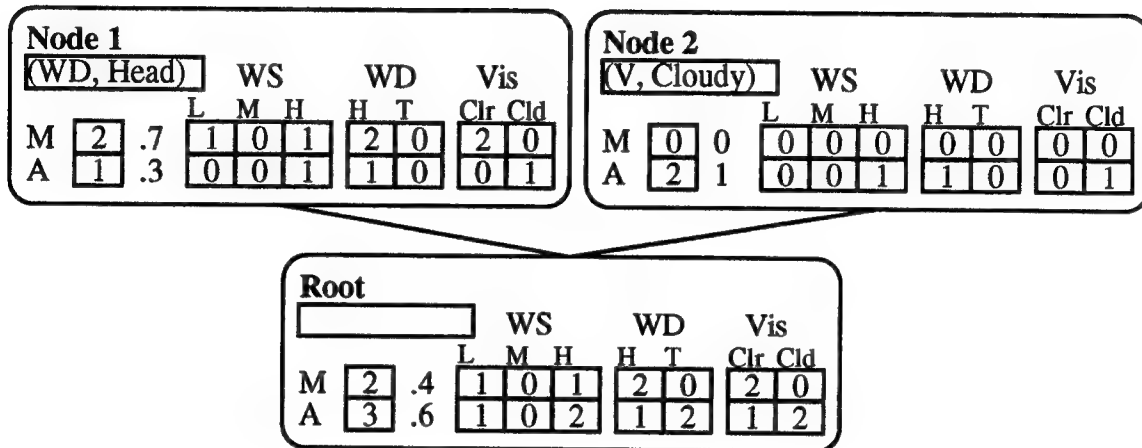 Node 1
(WD, Head) WS WD Vis
L M H H T Clr Cld
M 2 .7 1 0 1 2 0 2 0
A 1 .3 0 0 1 1 0 0 1
Node 2
(V, Cloudy) WS WD Vis
L M H H T Clr Cld
M 0 0 0 0 0 0 0 0 0
A 2 1 0 0 1 1 0 0 1
Root
WS WD Vis
L M H H T Clr Cld
M 2 .4 1 0 1 2 0 2 0
A 3 .6 1 0 2 1 2 1 2